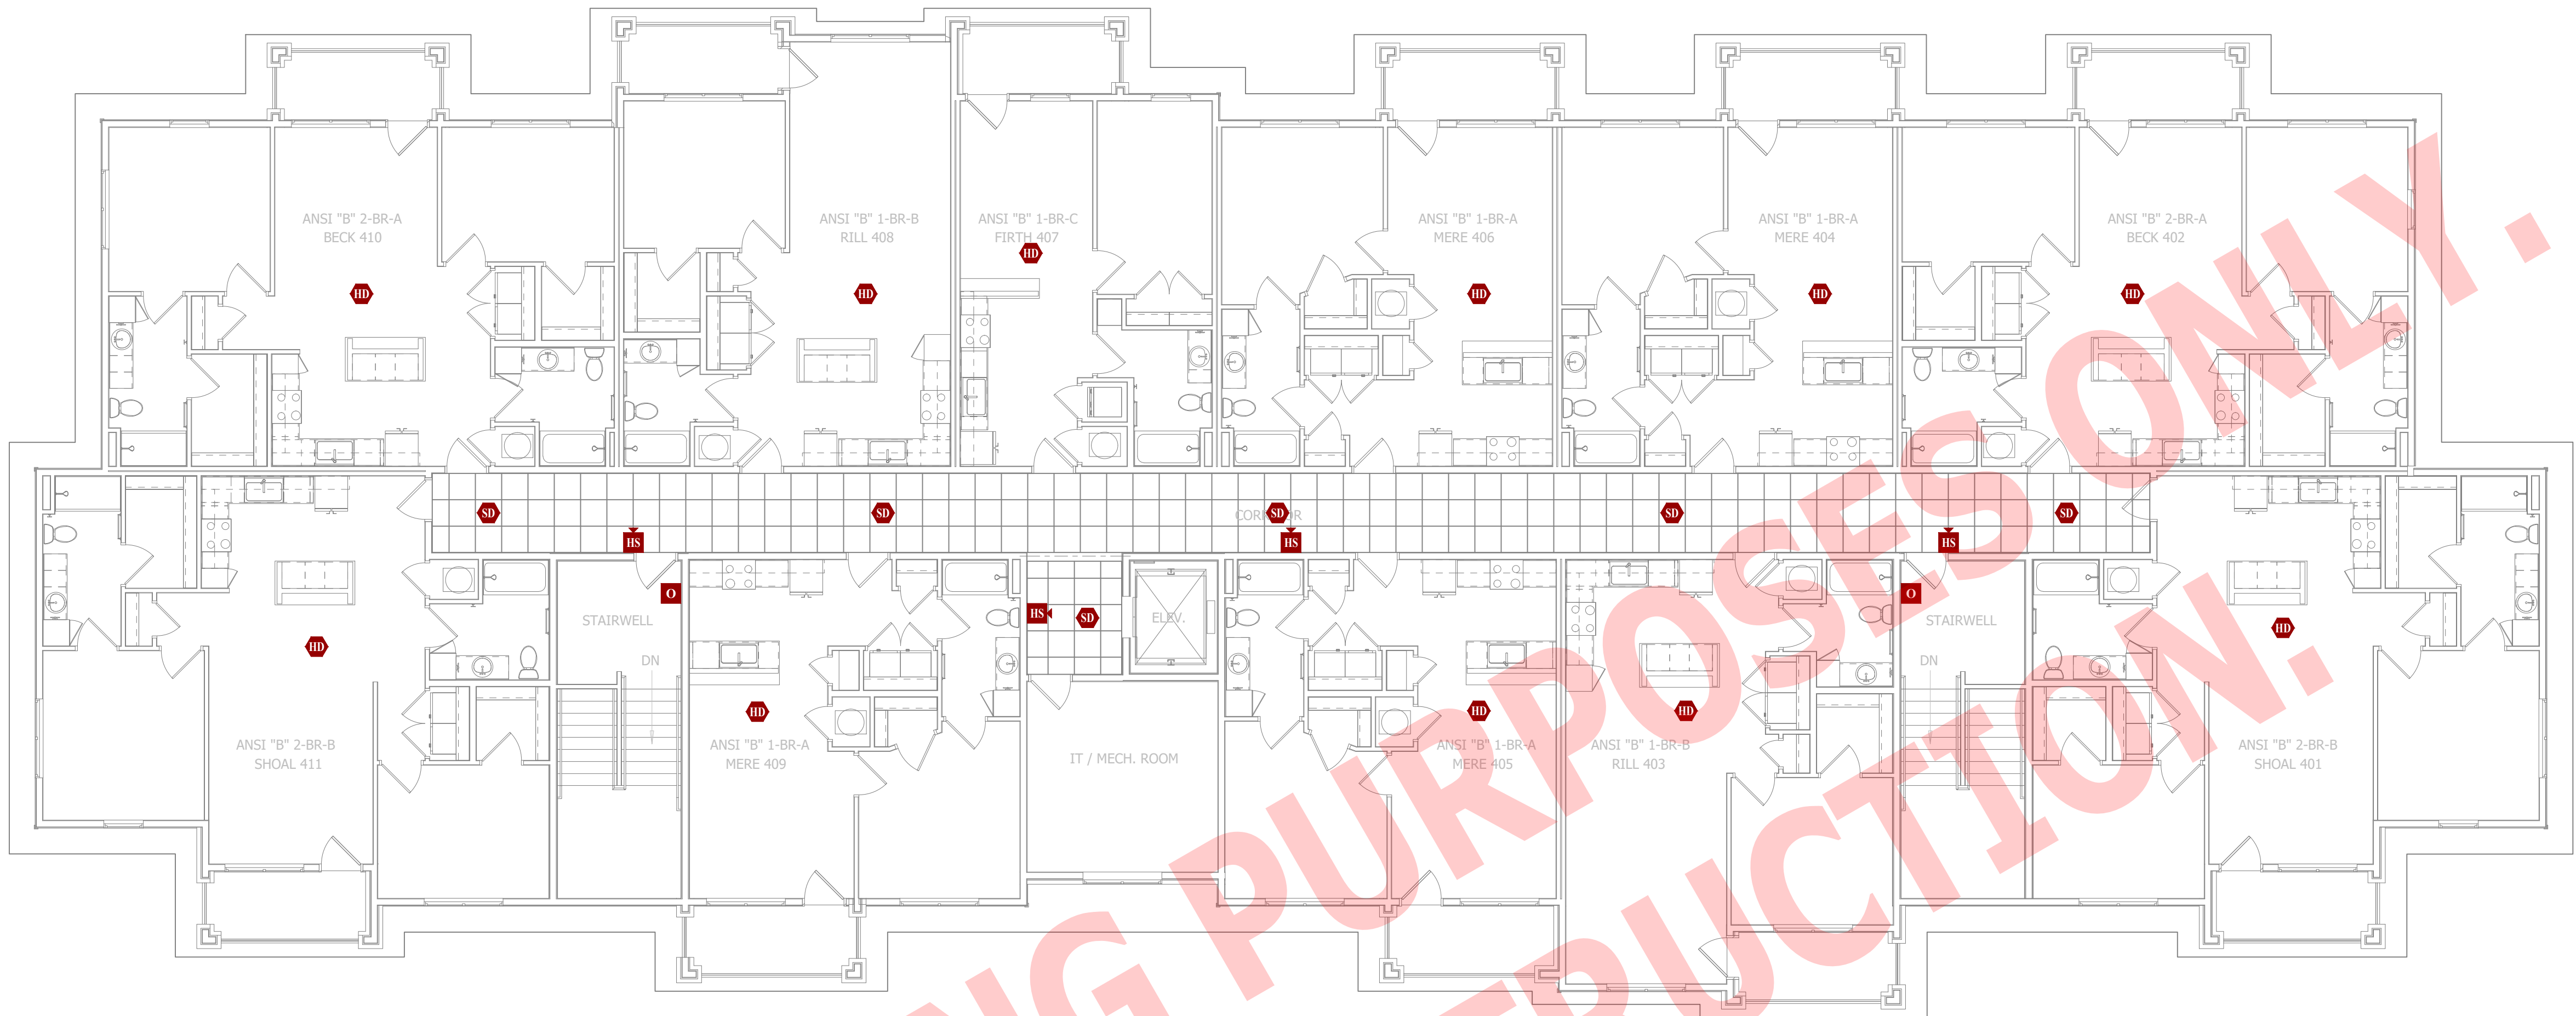 ANSI "B" 2-BR-A
BECK 410
HD
ANSI "B" 1-BR-B
RILL 408
HD
ANSI "B" 1-BR-C
FIRTH 407
HD
ANSI "B" 1-BR-A
MERE 406
HD
ANSI "B" 1-BR-A
MERE 404
HD
ANSI "B" 2-BR-A
BECK 402
HD
SD
SD
CORRIDOR
SD
SD
SD
HS
HS
HS
HD
ANSI "B" 2-BR-B
SHOAL 411
O
STAIRWELL
DN
HD
ANSI "B" 1-BR-A
MERE 409
HS
SD
ELEV.
IT / MECH. ROOM
HD
ANSI "B" 1-BR-A
MERE 405
HD
ANSI "B" 1-BR-B
RILL 403
O
STAIRWELL
DN
HD
ANSI "B" 2-BR-B
SHOAL 401
PURPOSES ONLY.